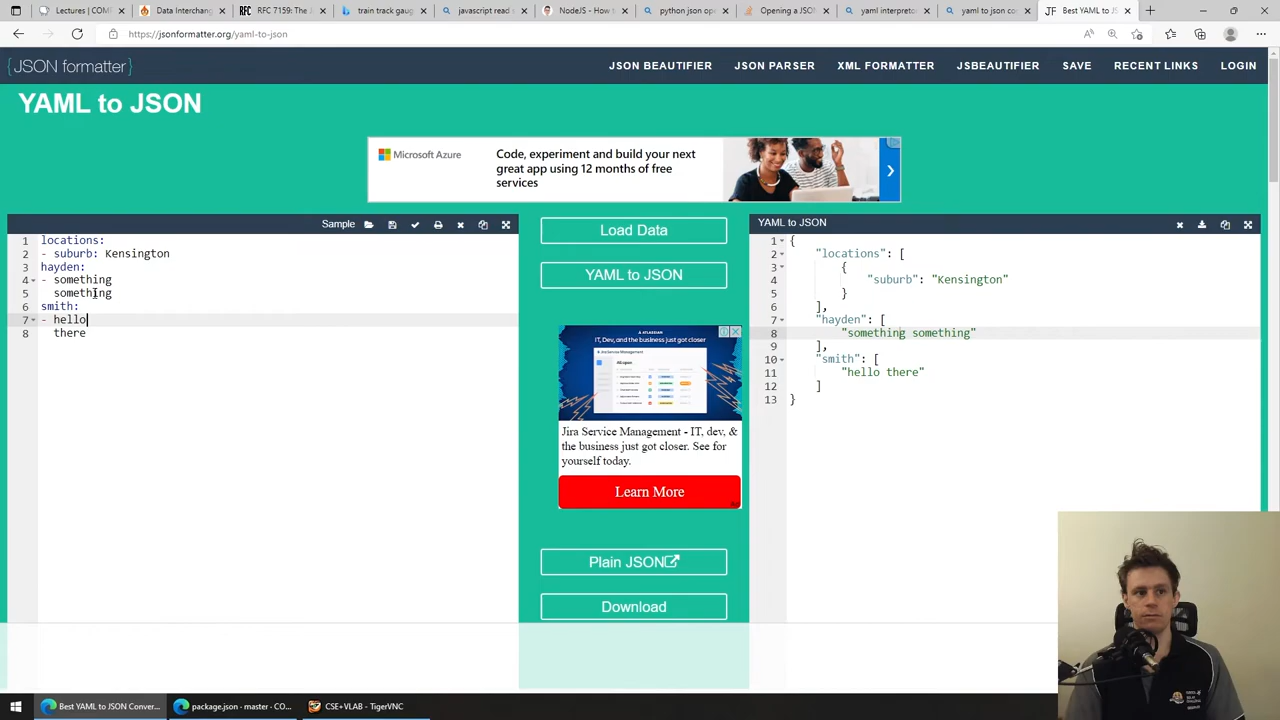 Lectures |
Data Interchang
RFC 7159: The J
train track gaug
javascript read s
NodeJS - How t
python json ope
Opening a JSON
yaml interpreto
yaml to json con
Best YAML to JS
https://jsonformatter.org/yaml-to-json
{JSON formatter}
JSON BEAUTIFIER JSON PARSER XML FORMATTER JSBEAUTIFIER SAVE RECENT LINKS LOGIN
YAML to JSON
Microsoft Azure
Code, experiment and build your next
great app using 12 months of free
services
Sample
1 locations:
2 - suburb: Kensington
3 hayden:
4 - something
5 something
6 smith:
7 - hello
8 there
Load Data
YAML to JSON
ATLASSIAN
IT, Dev, and the business just got closer
Jira Service Management - IT, dev, &
the business just got closer. See for
yourself today.
Learn More
Plain JSON
Download
YAML to JSON
1 {
2 "locations": [
3 {
4 "suburb": "Kensington"
5 }
6 ],
7 "hayden": [
8 "something something"
9 ],
10 "smith": [
11 "hello there"
12 ]
13 }
Best YAML to JSON Conver...
package.json - master · CO...
CSE+VLAB - TigerVNC